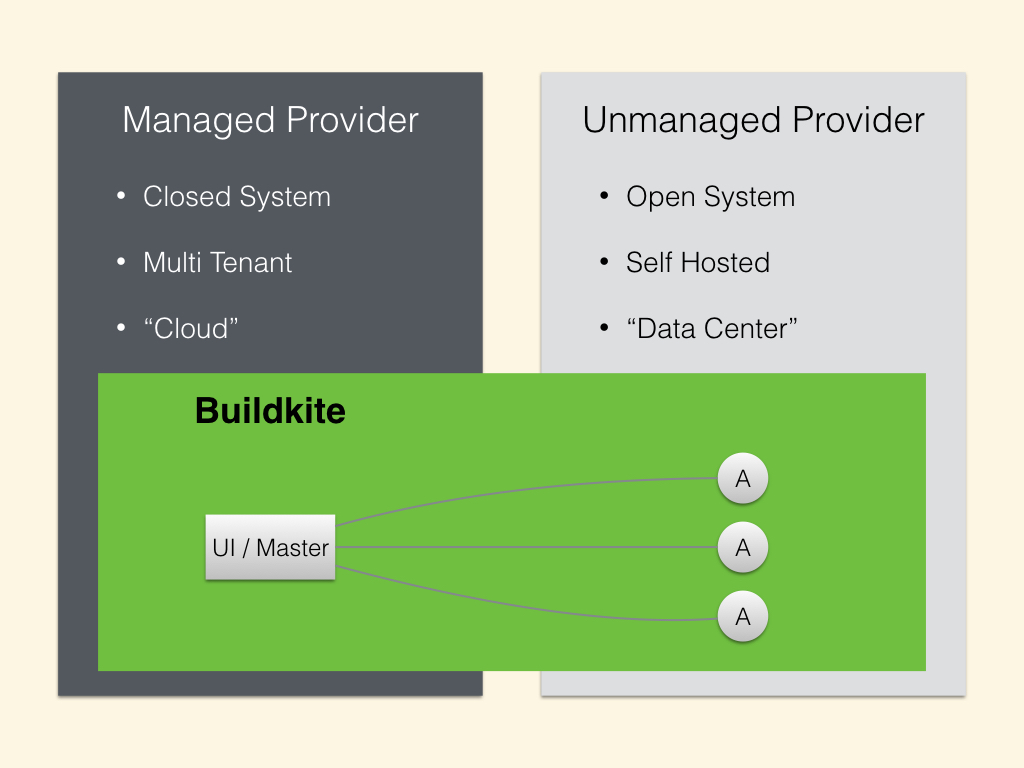 Managed Provider
• Closed System
• Multi Tenant
• “Cloud”
Unmanaged Provider
• Open System
• Self Hosted
• “Data Center”
Buildkite
UI / Master
A
A
A